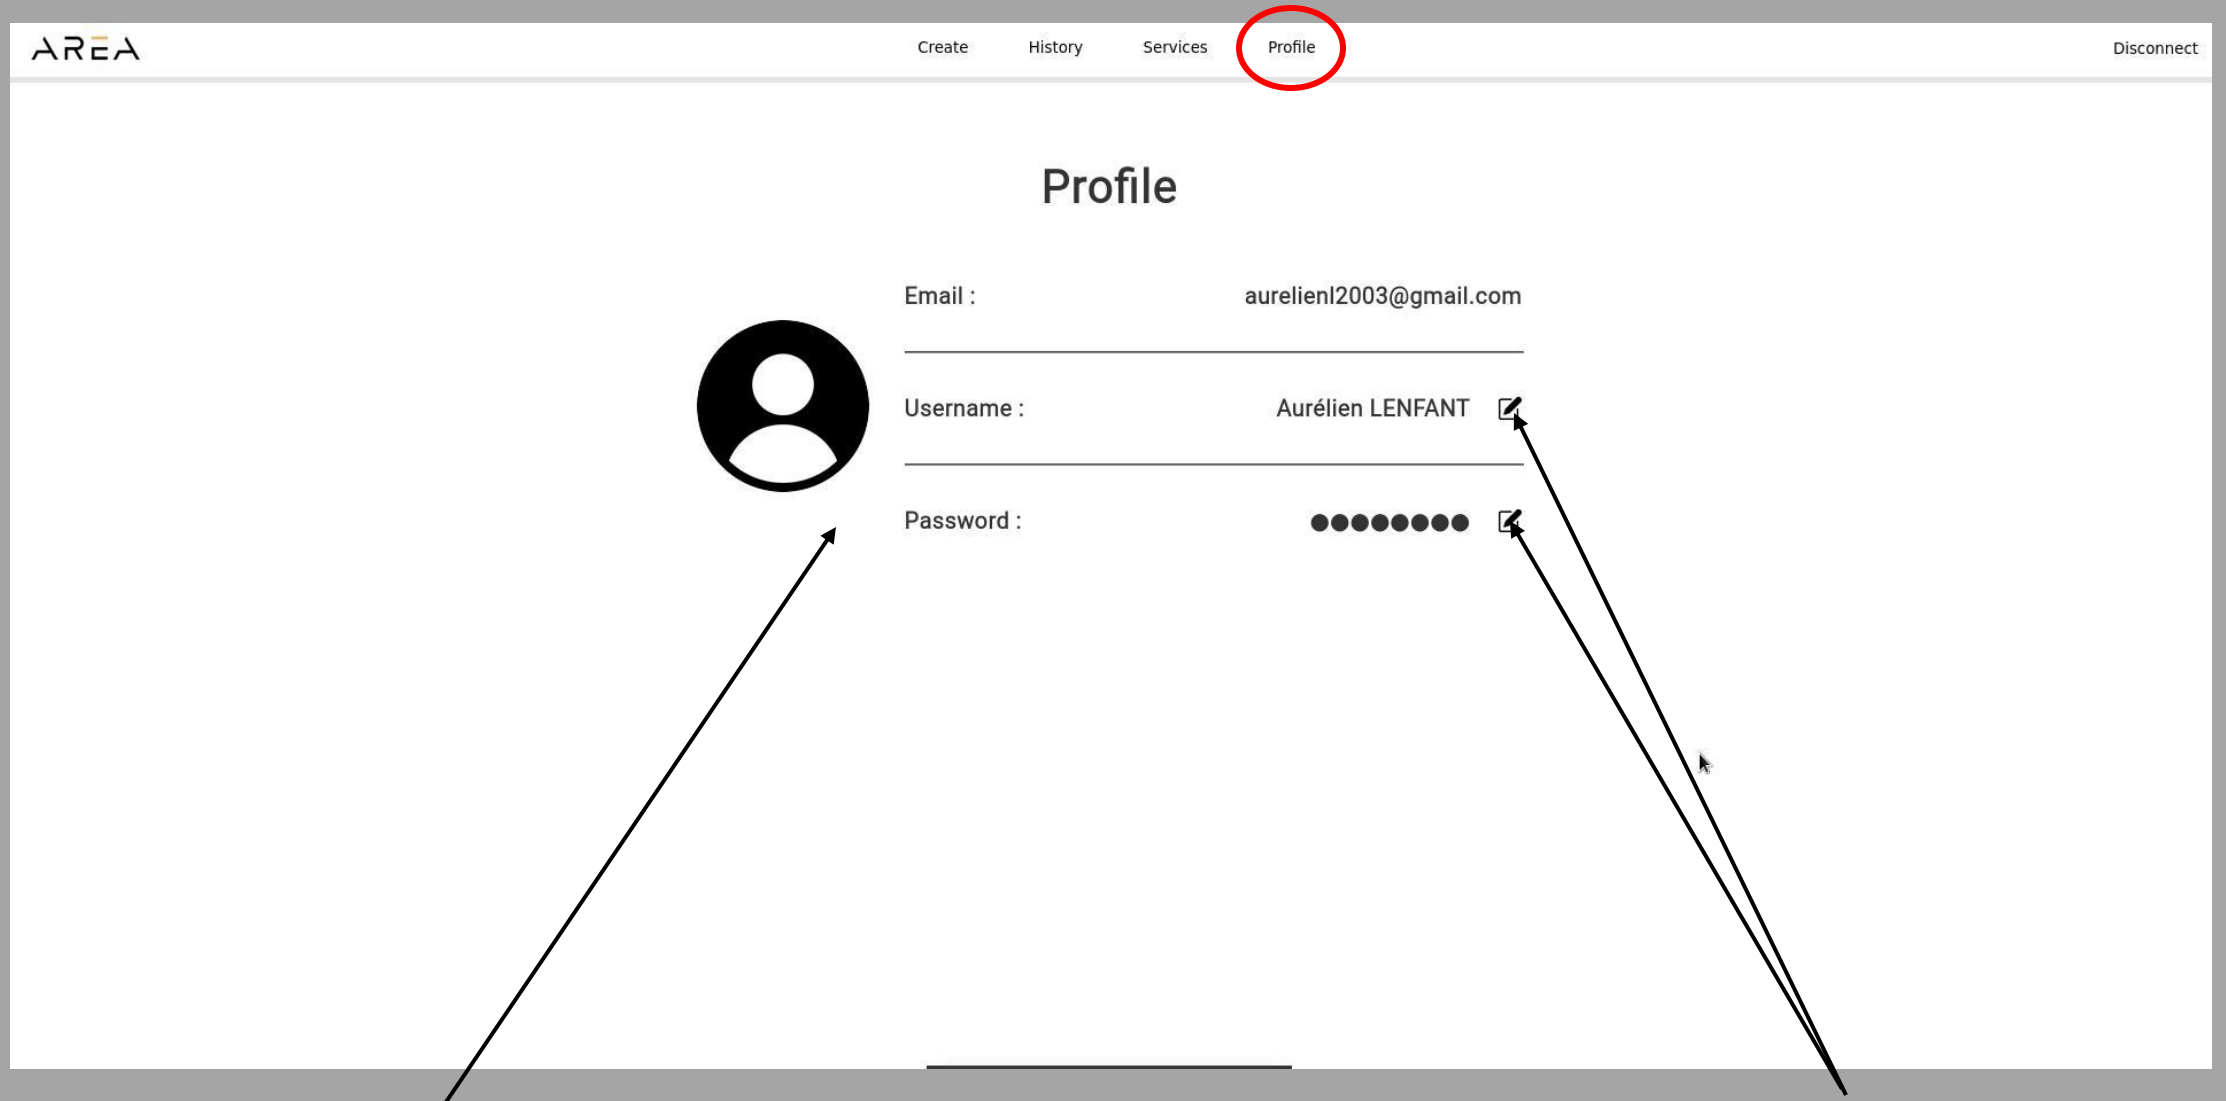 AREA
Create
History
Services
Profile
Disconnect
Profile
Email :
aurelienl2003@gmail.com
Username :
Aurélien LENFANT
Password :
●●●●●●●●